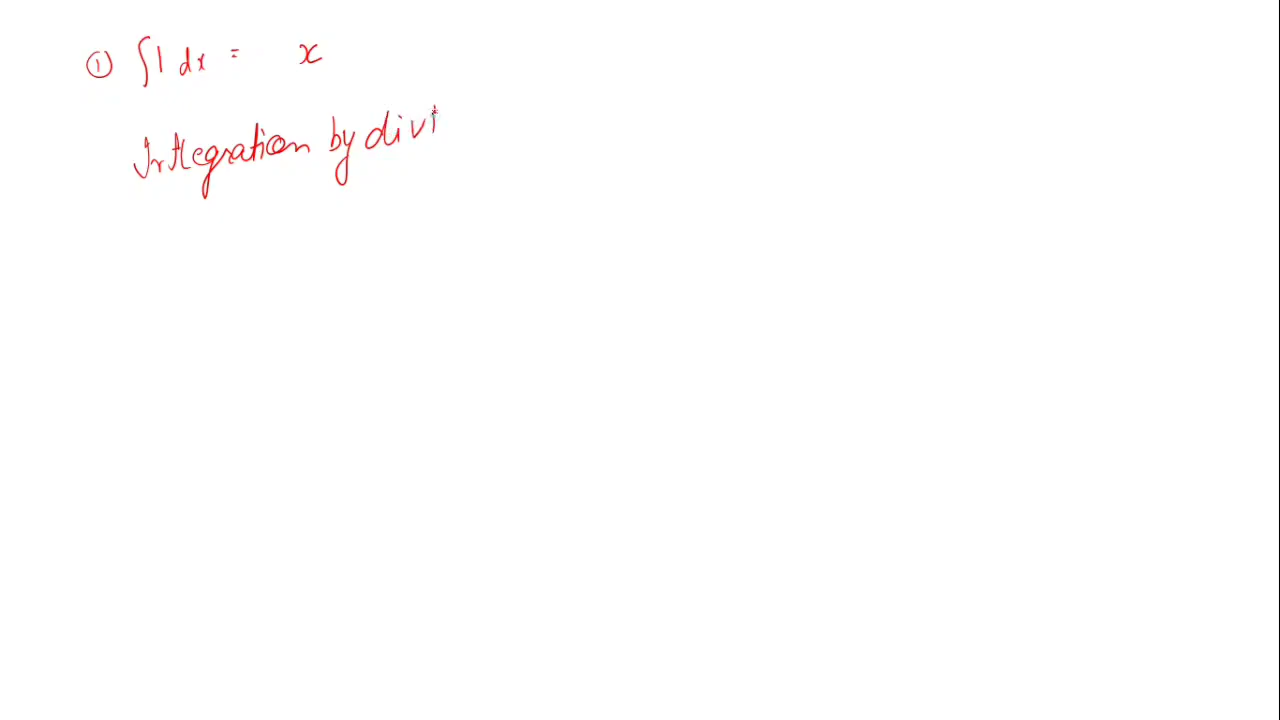 ① ∫1 dx = x
Integration by divi